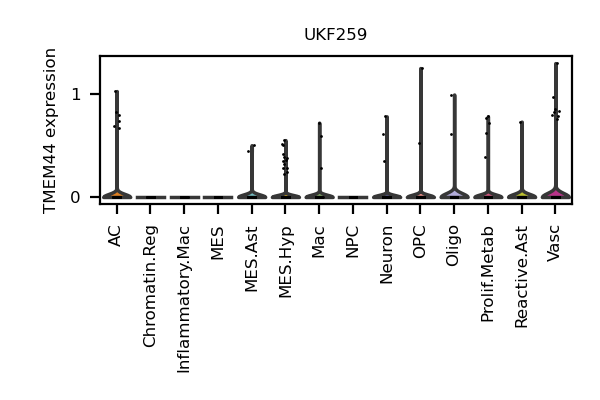 UKF259
TMEM44 expression
1
0
AC
Chromatin.Reg
Inflammatory.Mac
MES
MES.Ast
MES.Hyp
Mac
NPC
Neuron
OPC
Oligo
Prolif.Metab
Reactive.Ast
Vasc